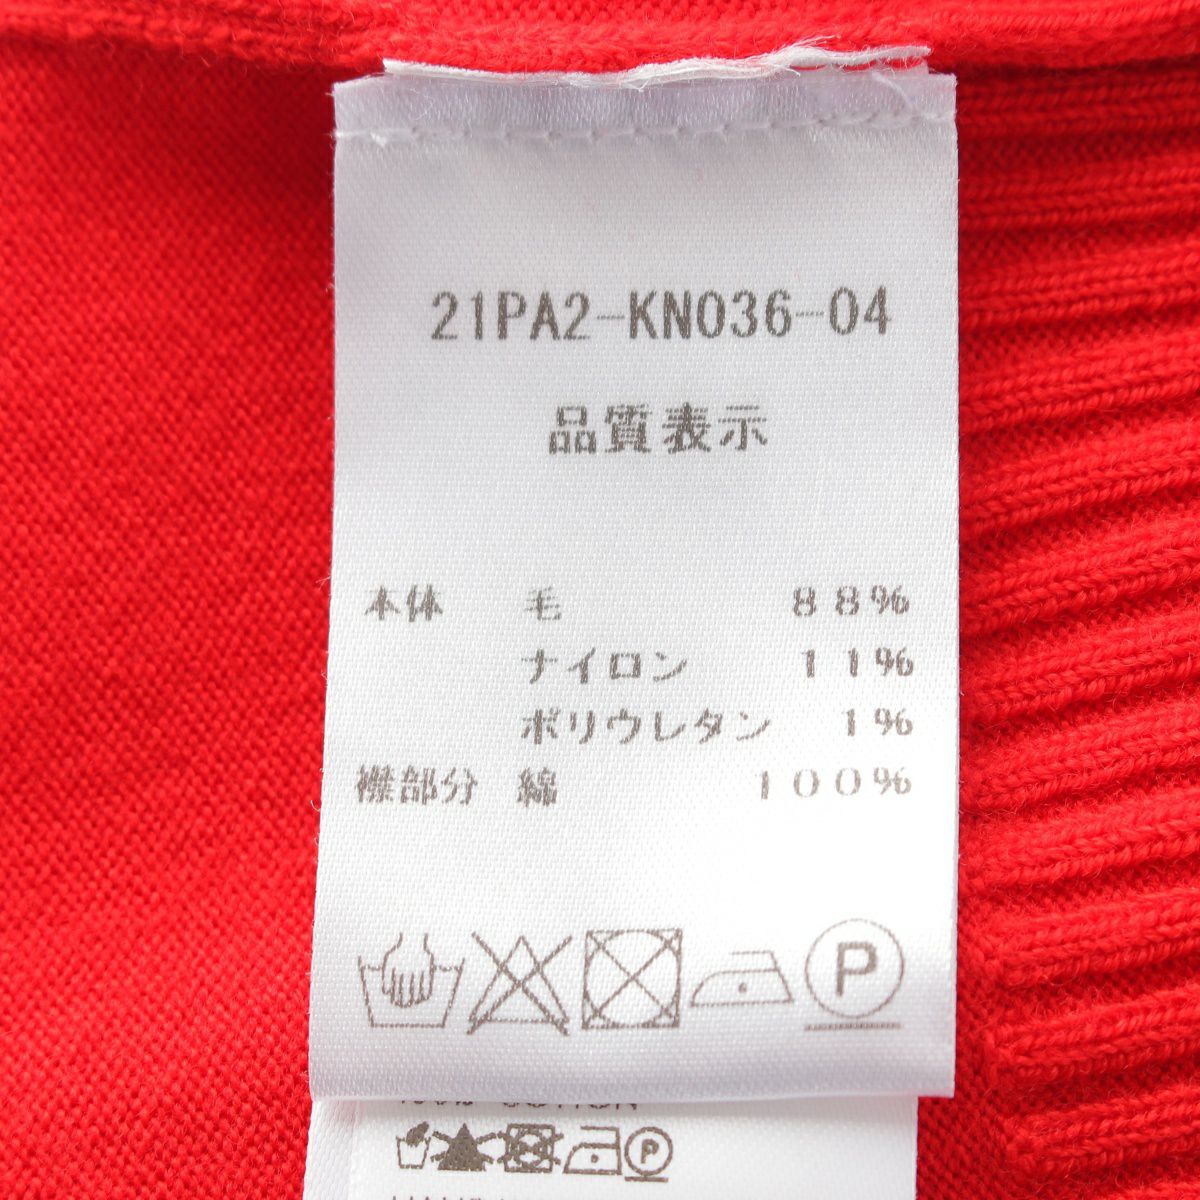 21PA2-KN036-04
品質表示
本体 毛 88%
ナイロン 11%
ポリウレタン 1%
襟部分 綿 100%
P
COTTON
P